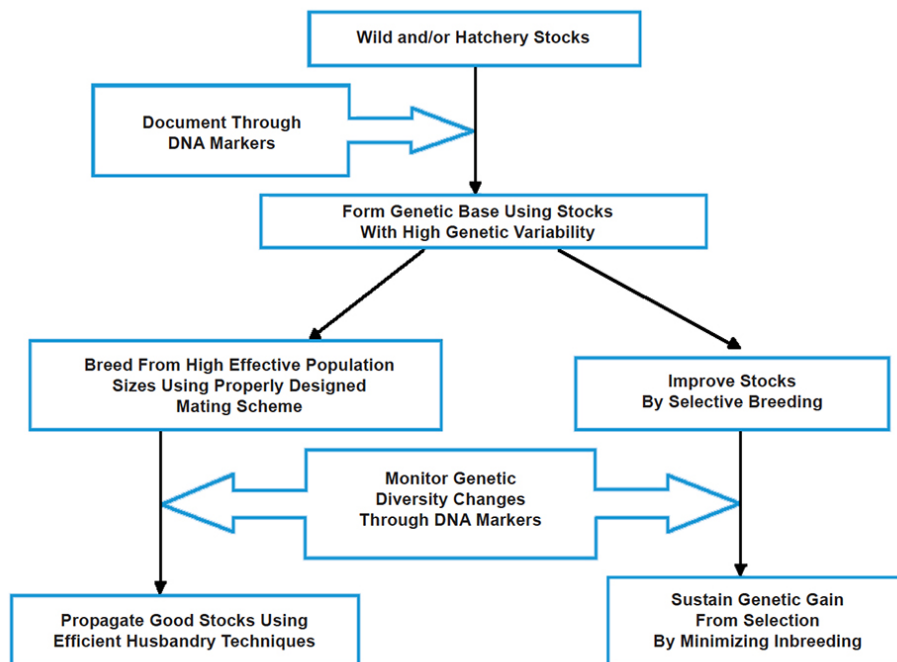 Wild and/or Hatchery Stocks
Document Through
DNA Markers
Form Genetic Base Using Stocks
With High Genetic Variability
Breed From High Effective Population
Sizes Using Properly Designed
Mating Scheme
Improve Stocks
By Selective Breeding
Monitor Genetic
Diversity Changes
Through DNA Markers
Propagate Good Stocks Using
Efficient Husbandry Techniques
Sustain Genetic Gain
From Selection
By Minimizing Inbreeding